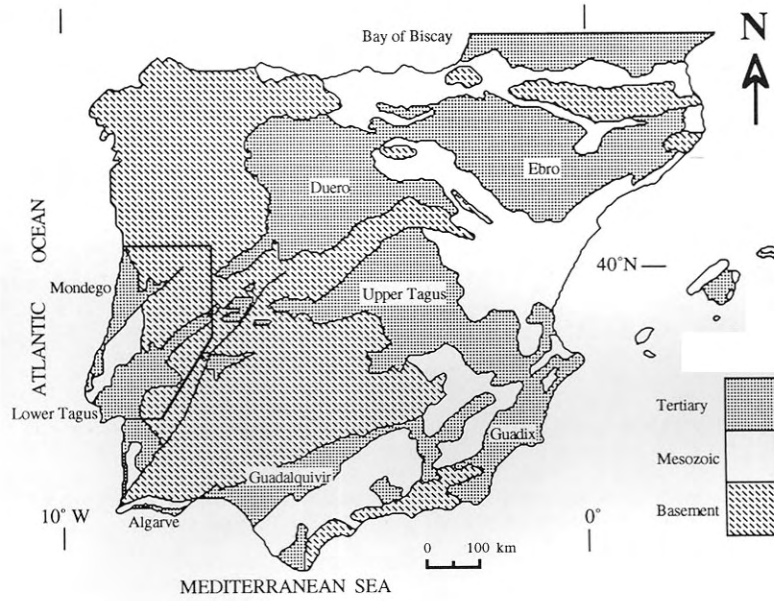 Bay of Biscay
N
Ebro
Duero
ATLANTIC OCEAN
40°N
Mondego
Upper Tagus
Tertiary
Lower Tagus
Guadix
Mesozoic
Guadalquivir
Basement
10° W
Algarve
0°
0 100 km
MEDITERRANEAN SEA